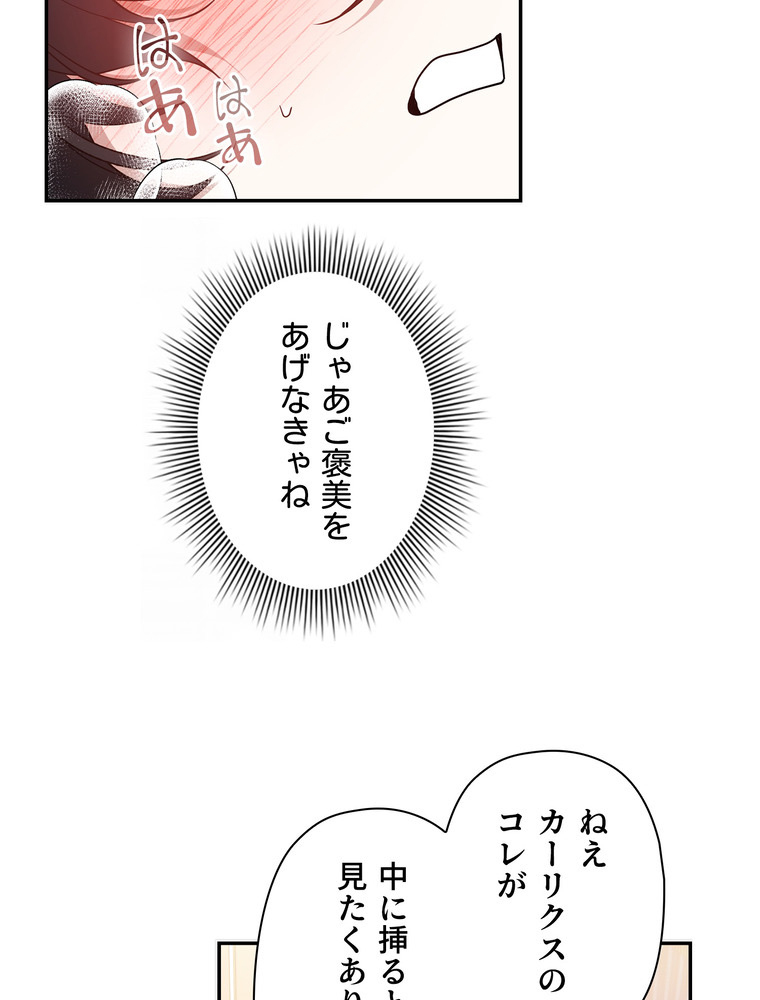 はあ
はあ
じゃあご褒美を
あげなきゃね
ねえ
カーリクスの
コレが
中に挿ると
見たくあり